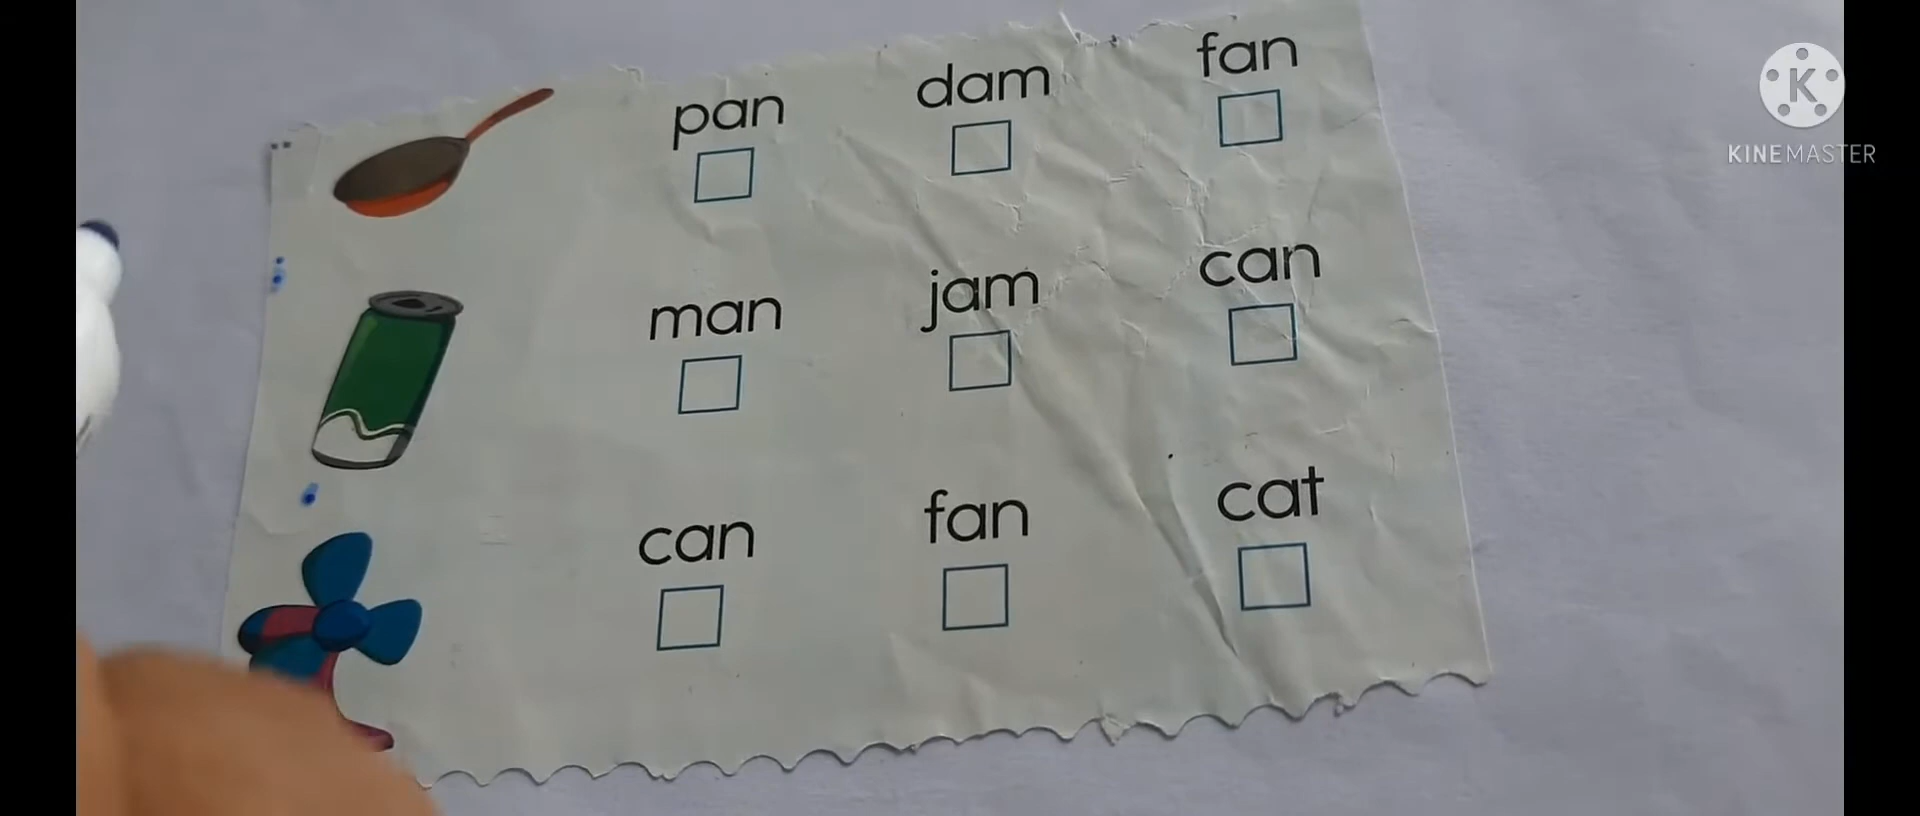 pan dam fan
man jam can
can fan cat
K
KINEMASTER